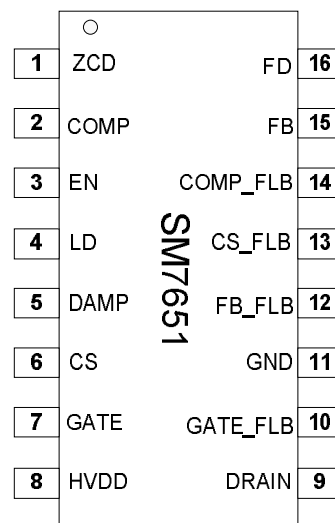 1 ZCD FD 16
2 COMP FB 15
3 EN COMP_FLB 14
4 LD CS_FLB 13
5 DAMP FB_FLB 12
6 CS GND 11
7 GATE GATE_FLB 10
8 HVDD DRAIN 9
SM7651